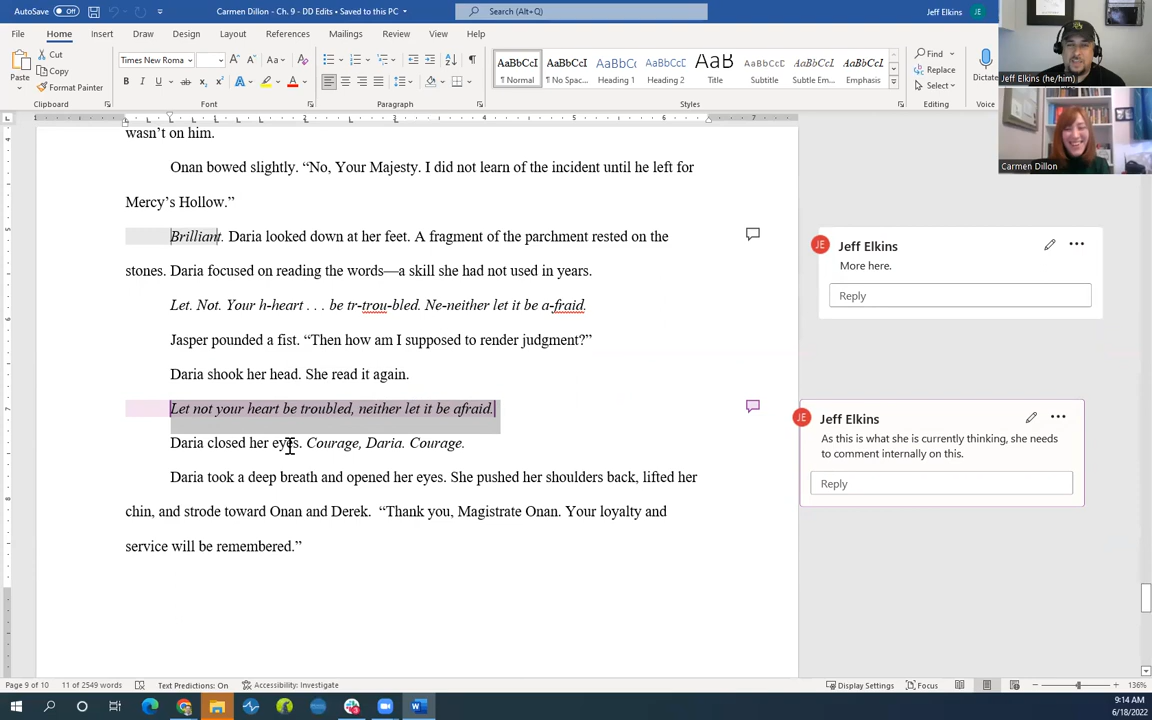 AutoSave Off Carmen Dillon - Ch. 9 - DD Edits • Saved to this PC Search (Alt+Q) Jeff Elkins JE
File Home Insert Draw Design Layout References Mailings Review View Help
Paste Cut Copy Format Painter
Times New Roma
AaBbCcI AaBbCcI AaBbCc AaBbCcI AaB AaBbCcI AaBbCcI AaBbCcI
¶ Normal ¶ No Spac... Heading 1 Heading 2 Title Subtitle Subtle Em... Emphasis
Find Replace Select Dictate
Clipboard Font Paragraph Styles Editing Voice
Jeff Elkins (he/him)
Carmen Dillon
wasn’t on him.
Onan bowed slightly. “No, Your Majesty. I did not learn of the incident until he left for
Mercy’s Hollow.”
Brilliant. Daria looked down at her feet. A fragment of the parchment rested on the
stones. Daria focused on reading the words—a skill she had not used in years.
Let. Not. Your h-heart . . . be tr-trou-bled. Ne-neither let it be a-fraid.
Jasper pounded a fist. “Then how am I supposed to render judgment?”
Daria shook her head. She read it again.
Let not your heart be troubled, neither let it be afraid.
Daria closed her eyes. Courage, Daria. Courage.
Daria took a deep breath and opened her eyes. She pushed her shoulders back, lifted her
chin, and strode toward Onan and Derek. “Thank you, Magistrate Onan. Your loyalty and
service will be remembered.”
JE Jeff Elkins
More here.
Reply
JE Jeff Elkins
As this is what she is currently thinking, she needs
to comment internally on this.
Reply
Page 9 of 10 11 of 2549 words Text Predictions: On Accessibility: Investigate Display Settings Focus 136%
9:14 AM
6/18/2022